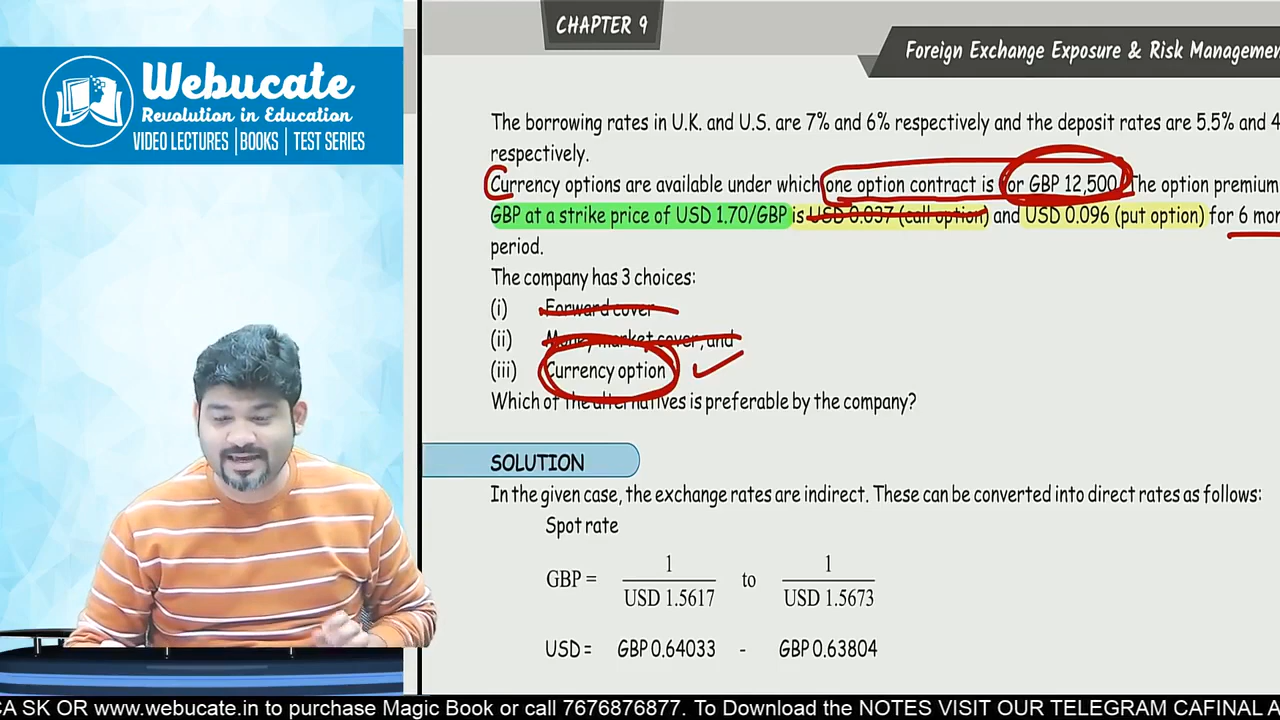 CHAPTER 9
Foreign Exchange Exposure & Risk Managemen
Webucate
Revolution in Education
VIDEO LECTURES | BOOKS | TEST SERIES
The borrowing rates in U.K. and U.S. are 7% and 6% respectively and the deposit rates are 5.5% and 4
respectively.
Currency options are available under which one option contract is for GBP 12,500. The option premium
GBP at a strike price of USD 1.70/GBP is USD 0.037 (call option) and USD 0.096 (put option) for 6 mon
period.
The company has 3 choices:
(i) Forward cover
(ii) Money market cover, and
(iii) Currency option
Which of the alternatives is preferable by the company?
SOLUTION
In the given case, the exchange rates are indirect. These can be converted into direct rates as follows:
Spot rate
GBP = 1 / USD 1.5617 to 1 / USD 1.5673
USD = GBP 0.64033 - GBP 0.63804
CA SK OR www.webucate.in to purchase Magic Book or call 7676876877. To Download the NOTES VISIT OUR TELEGRAM CAFINAL A